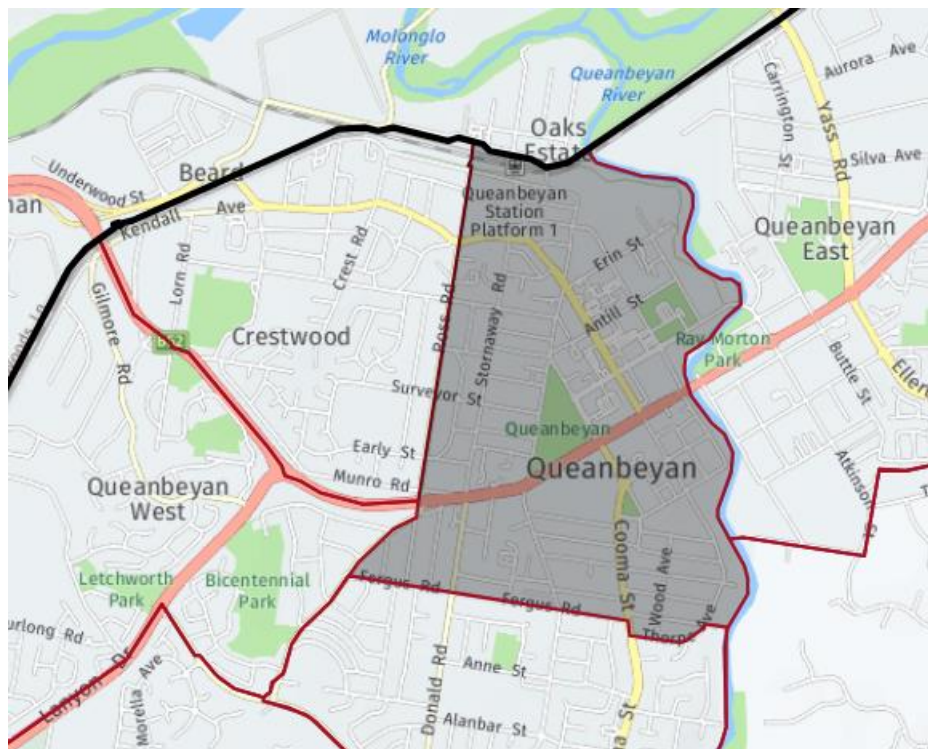 Molonglo
River
Queanbeyan
River
Aurora Ave
Carrington St
Yass Rd
Oaks
Estate
Silva Ave
Underwood St
Beard
Kendall Ave
Queanbeyan
Station
Platform 1
Queanbeyan
East
Erin St
Crest Rd
Lorn Rd
Gilmore Rd
Antill St
Ross Rd
Stornaway Rd
B52
Crestwood
Ray Morton
Park
Buttle St
Surveyor St
Queanbeyan
Early St
Queanbeyan
Munro Rd
Atkinson St
Queanbeyan
West
Cooma St
Wood Ave
Letchworth
Park
Bicentennial
Park
Fergus Rd
Fergus Rd
Thorpe Ave
Lanyon Dr
Morella Ave
Donald Rd
Anne St
Alanbar St